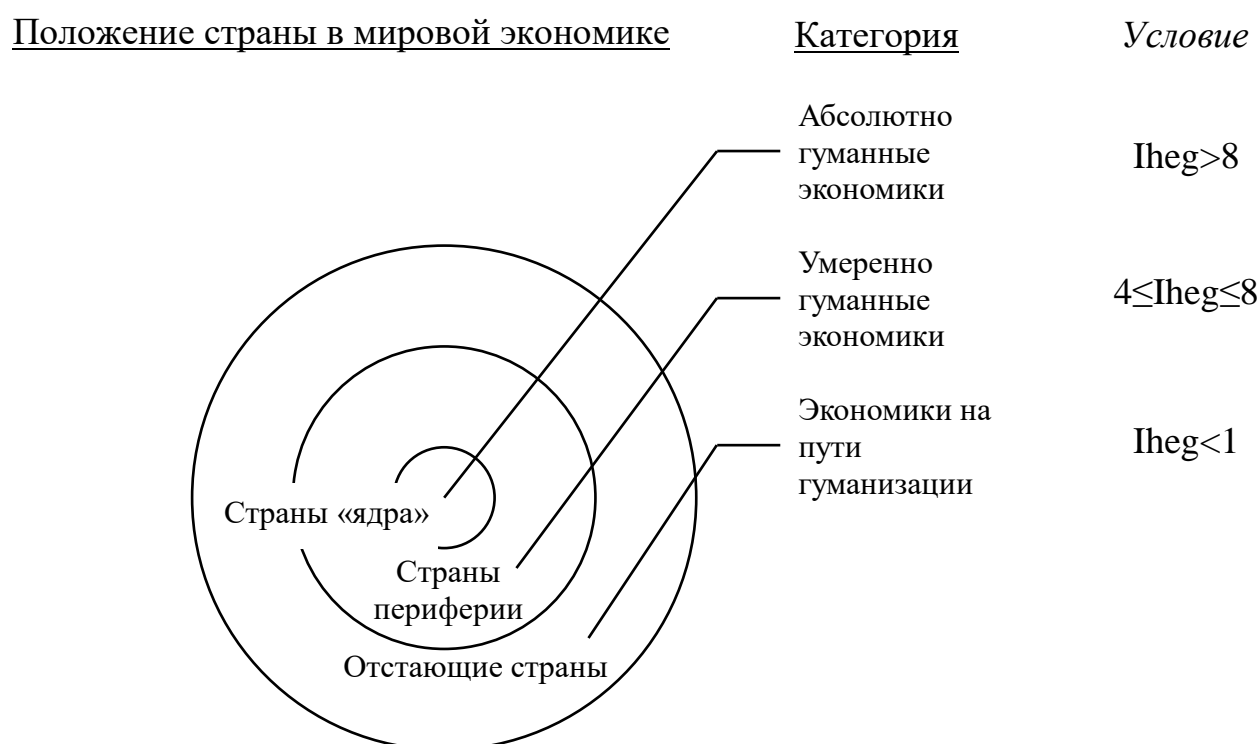 Положение страны в мировой экономике Категория Условие
Абсолютно
гуманные
экономики
Iheg>8
Умеренно
гуманные
экономики
4≤Iheg≤8
Экономики на
пути
гуманизации
Iheg<1
Страны «ядра»
Страны
периферии
Отстающие страны